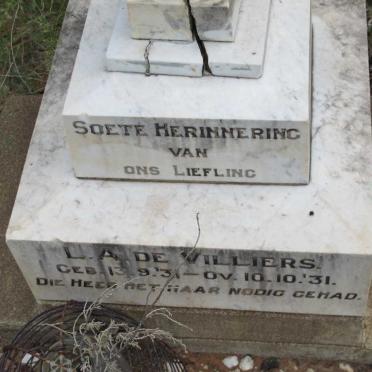 SOETE HERINNERING
VAN
ONS LIEFLING
L. A. DE VILLIERS.
GEB. 13.9.'31 – OV. 10.10.'31.
DIE HEER HET HAAR NODIG GEHAD.